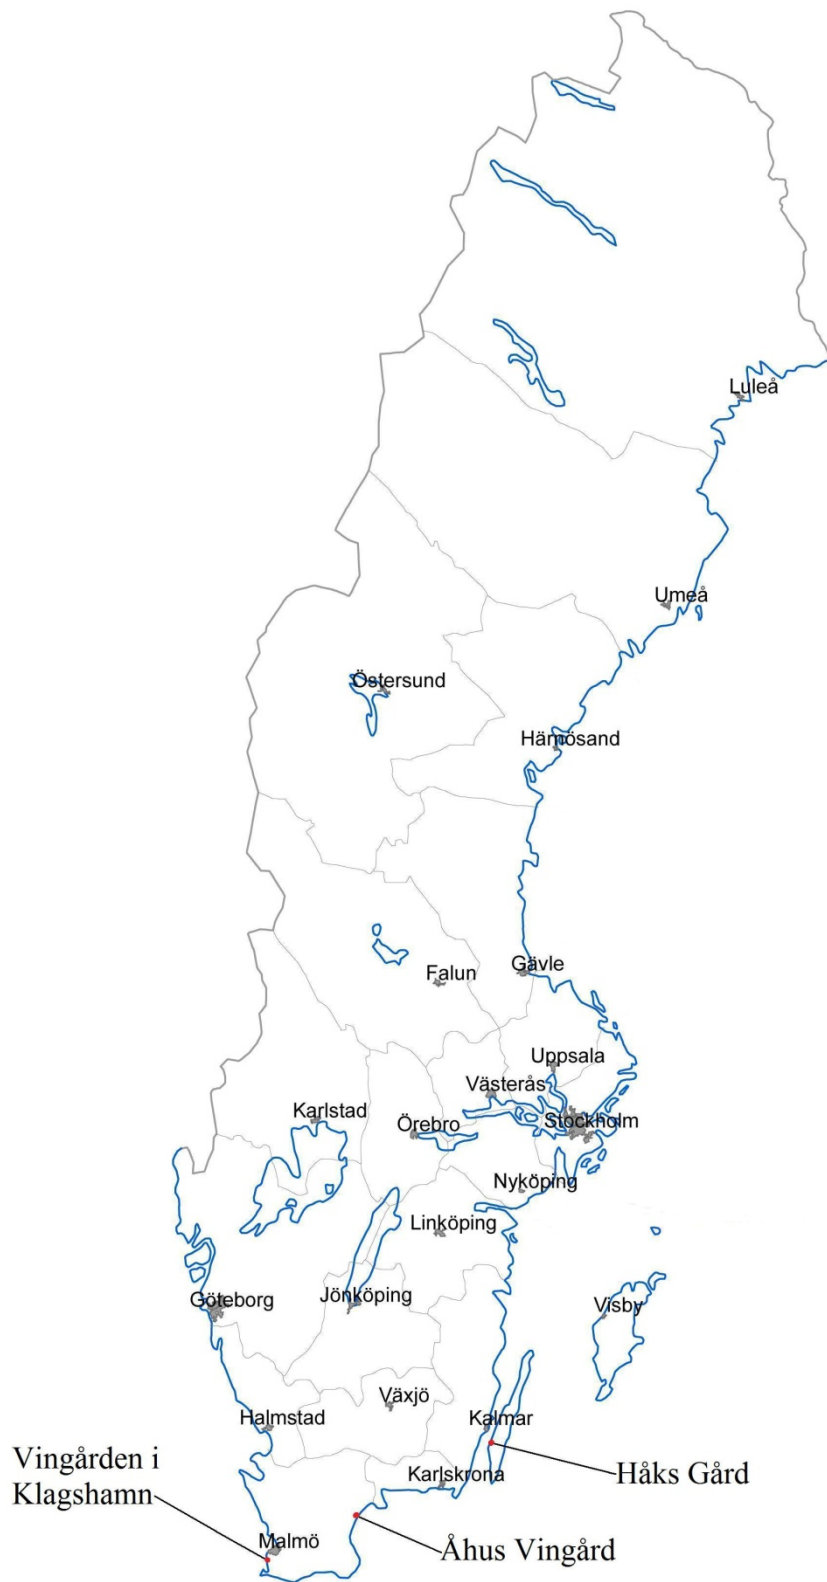 Luleå
Umeå
Östersund
Hämösand
Falun
Gävle
Uppsala
Västerås
Karlstad
Örebro
Stockholm
Nyköping
Linköping
Göteborg
Jönköping
Visby
Växjö
Halmstad
Kalmar
Vingården i
Klagshamn
Karlskrona
Håks Gård
Malmö
Åhus Vingård